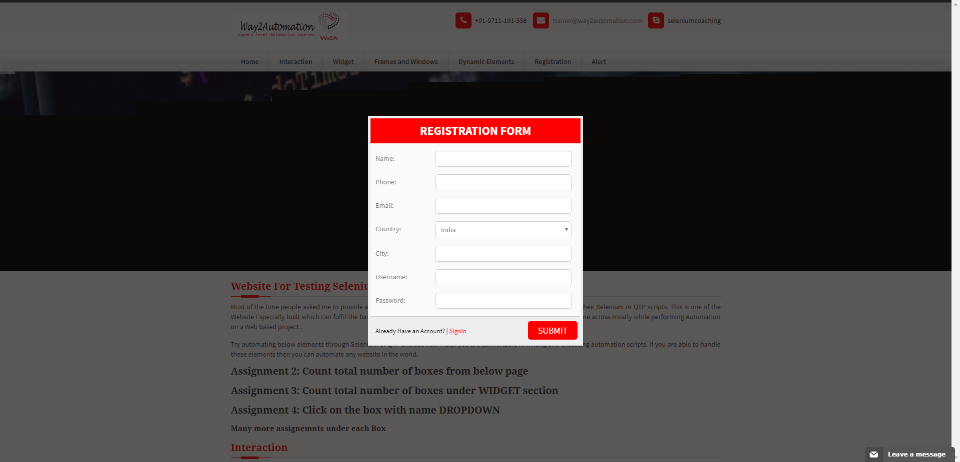 Way2Automation
+91-9711-191-558
trainer@way2automation.com
seleniumcoaching
Home Interaction Widget Frames and Windows Dynamic Elements Registration Alert
REGISTRATION FORM
Name:
Phone:
Email:
Country: India
City:
Username:
Password:
Already Have an Account? | Signin
SUBMIT
Website For Testing Seleniu
Most of the time people asked me to provide a
her Selenium or QTP scripts. This is one of the
Website I specially built which can fulfil the bas
ne across mostly while performing Automation
on a Web based project .
Try automating below elements through Selen
automation scripts. If you are able to handle
these elements then you can automate any website in the world.
Assignment 2: Count total number of boxes from below page
Assignment 3: Count total number of boxes under WIDGET section
Assignment 4: Click on the box with name DROPDOWN
Many more assignemnts under each Box
Interaction
Leave a message